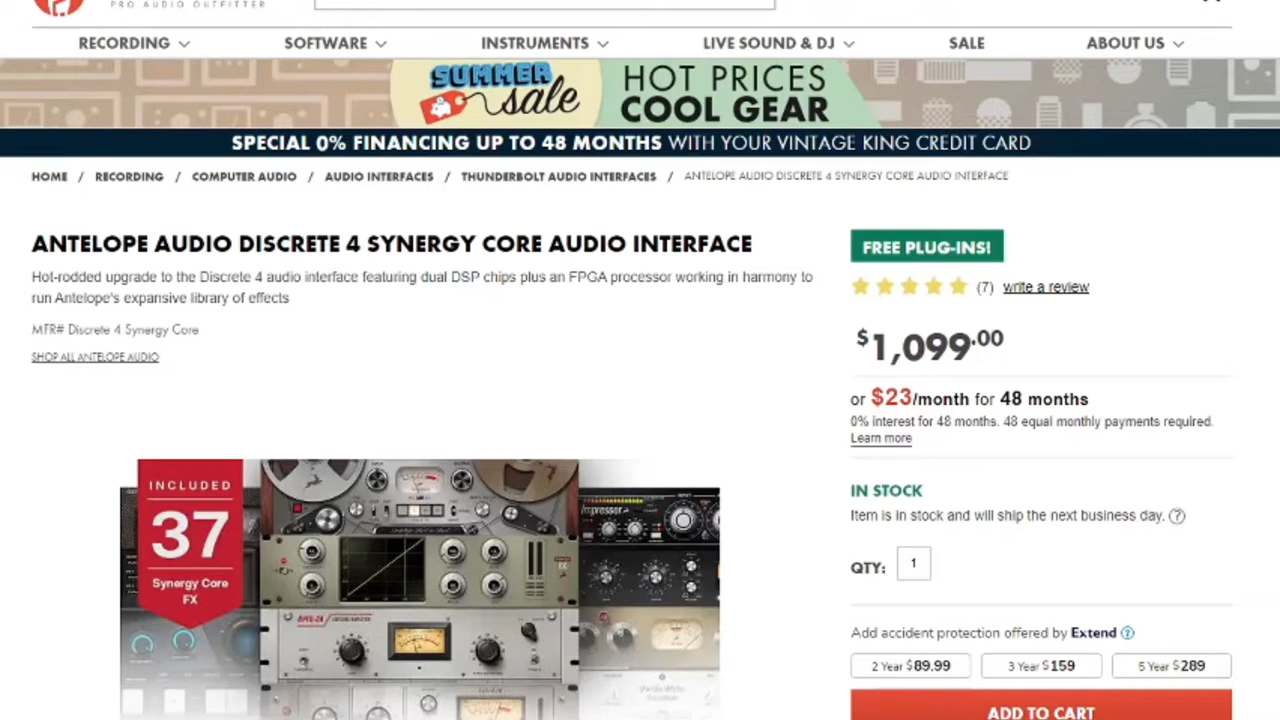 PRO AUDIO OUTFITTER
RECORDING SOFTWARE INSTRUMENTS LIVE SOUND & DJ SALE ABOUT US
SUMMER sale HOT PRICES COOL GEAR
SPECIAL 0% FINANCING UP TO 48 MONTHS WITH YOUR VINTAGE KING CREDIT CARD
HOME / RECORDING / COMPUTER AUDIO / AUDIO INTERFACES / THUNDERBOLT AUDIO INTERFACES / ANTELOPE AUDIO DISCRETE 4 SYNERGY CORE AUDIO INTERFACE
ANTELOPE AUDIO DISCRETE 4 SYNERGY CORE AUDIO INTERFACE
Hot-rodded upgrade to the Discrete 4 audio interface featuring dual DSP chips plus an FPGA processor working in harmony to
run Antelope's expansive library of effects
MFR# Discrete 4 Synergy Core
SHOP ALL ANTELOPE AUDIO
INCLUDED
37
Synergy Core
FX
FREE PLUG-INS!
(7) write a review
$1,099.00
or $23/month for 48 months
0% interest for 48 months. 48 equal monthly payments required.
Learn more
IN STOCK
Item is in stock and will ship the next business day. ?
QTY: 1
Add accident protection offered by Extend
2 Year $89.99 3 Year $159 5 Year $289
ADD TO CART